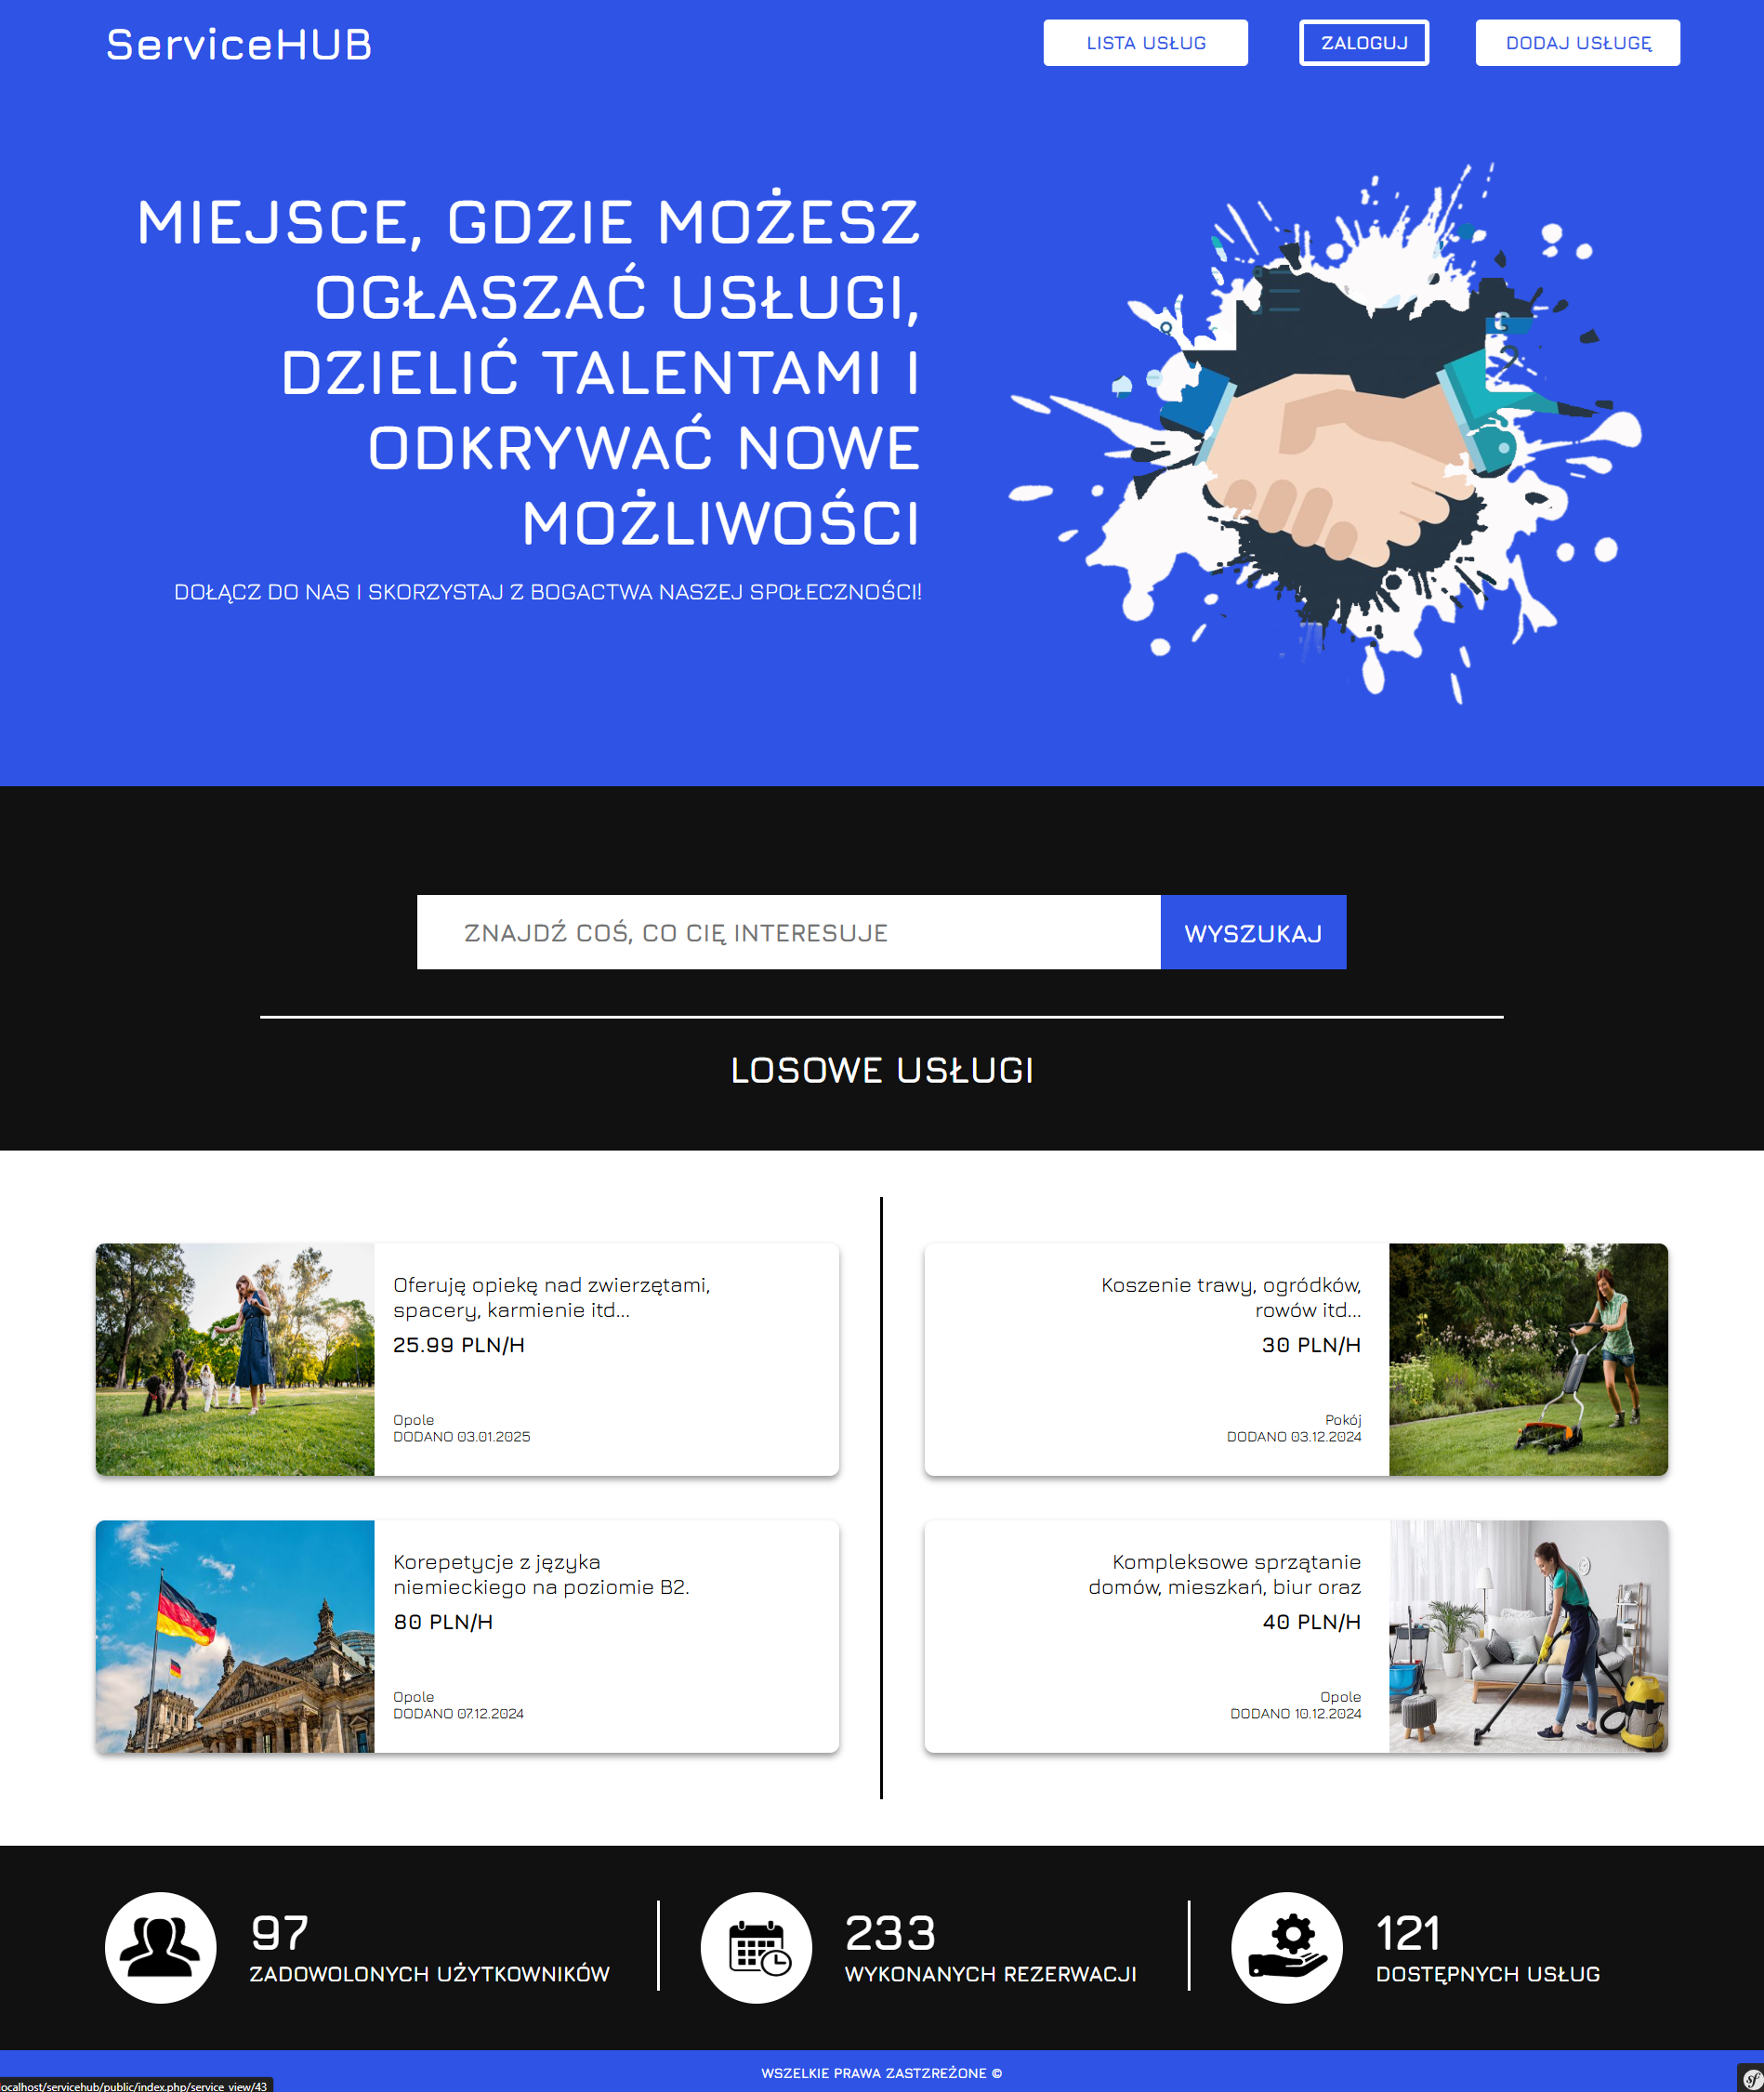 ServiceHUB
LISTA USŁUG
ZALOGUJ
DODAJ USŁUGĘ
MIEJSCE, GDZIE MOŻESZ
OGŁASZAĆ USŁUGI,
DZIELIĆ TALENTAMI I
ODKRYWAĆ NOWE
MOŻLIWOŚCI
DOŁĄCZ DO NAS I SKORZYSTAJ Z BOGACTWA NASZEJ SPOŁECZNOŚCI!
ZNAJDŹ COŚ, CO CIĘ INTERESUJE
WYSZUKAJ
LOSOWE USŁUGI
Oferuję opiekę nad zwierzętami,
spacery, karmienie itd...
25.99 PLN/H
Opole
DODANO 03.01.2025
Koszenie trawy, ogródków,
rowów itd...
30 PLN/H
Pokój
DODANO 03.12.2024
Korepetycje z języka
niemieckiego na poziomie B2.
80 PLN/H
Opole
DODANO 07.12.2024
Kompleksowe sprzątanie
domów, mieszkań, biur oraz
40 PLN/H
Opole
DODANO 10.12.2024
97
ZADOWOLONYCH UŻYTKOWNIKÓW
233
WYKONANYCH REZERWACJI
121
DOSTĘPNYCH USŁUG
WSZELKIE PRAWA ZASTZREŻONE ©
localhost/servicehub/public/index.php/service_view/43
sf